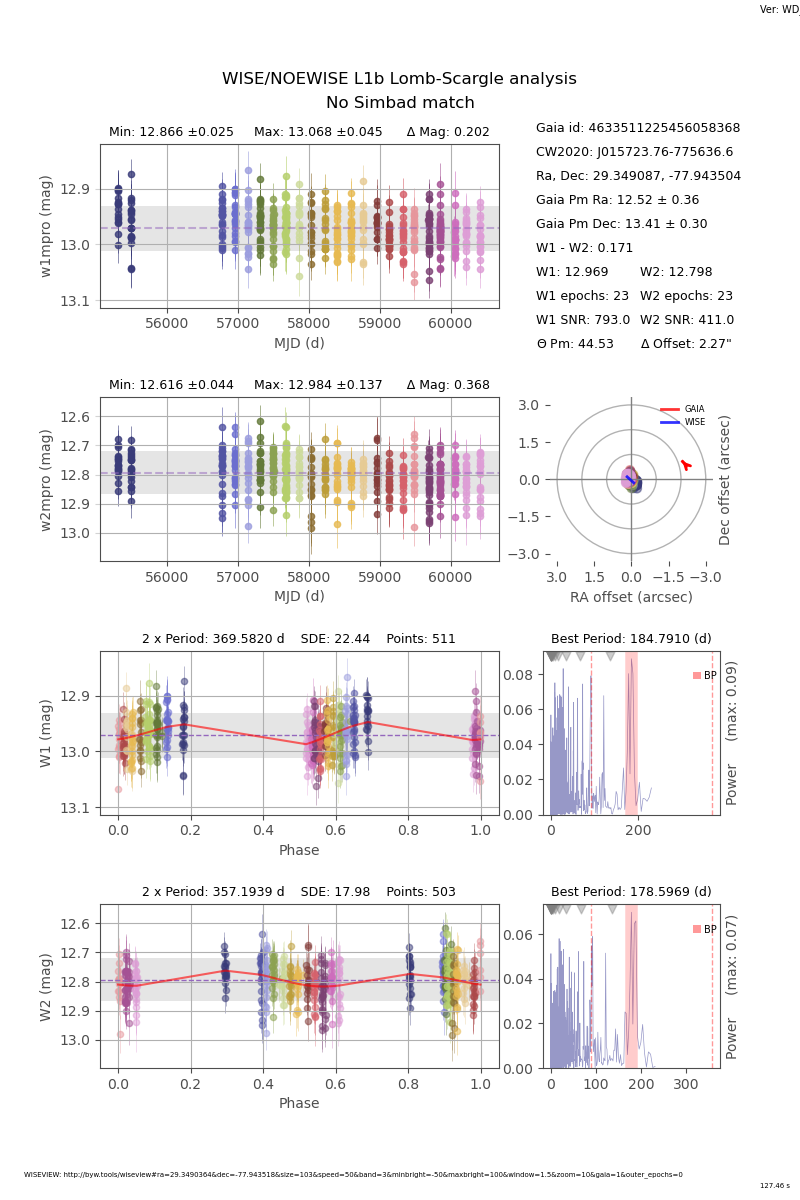 Ver: WD_
WISE/NOEWISE L1b Lomb-Scargle analysis
No Simbad match
Min: 12.866 ±0.025 Max: 13.068 ±0.045 Δ Mag: 0.202
12.9
13.0
13.1
w1mpro (mag)
56000 57000 58000 59000 60000
MJD (d)
Gaia id: 4633511225456058368
CW2020: J015723.76-775636.6
Ra, Dec: 29.349087, -77.943504
Gaia Pm Ra: 12.52 ± 0.36
Gaia Pm Dec: 13.41 ± 0.30
W1 - W2: 0.171
W1: 12.969 W2: 12.798
W1 epochs: 23 W2 epochs: 23
W1 SNR: 793.0 W2 SNR: 411.0
Θ Pm: 44.53 Δ Offset: 2.27"
Min: 12.616 ±0.044 Max: 12.984 ±0.137 Δ Mag: 0.368
12.6
12.7
12.8
12.9
13.0
w2mpro (mag)
56000 57000 58000 59000 60000
MJD (d)
GAIA
WISE
3.0
1.5
0.0
−1.5
−3.0
Dec offset (arcsec)
3.0 1.5 0.0 −1.5 −3.0
RA offset (arcsec)
2 x Period: 369.5820 d SDE: 22.44 Points: 511
12.9
13.0
13.1
W1 (mag)
0.0 0.2 0.4 0.6 0.8 1.0
Phase
Best Period: 184.7910 (d)
BP
0.08
0.06
0.04
0.02
0.00
Power (max: 0.09)
0 200
2 x Period: 357.1939 d SDE: 17.98 Points: 503
12.6
12.7
12.8
12.9
13.0
W2 (mag)
0.0 0.2 0.4 0.6 0.8 1.0
Phase
Best Period: 178.5969 (d)
BP
0.06
0.04
0.02
0.00
Power (max: 0.07)
0 100 200 300
WISEVIEW: http://byw.tools/wiseview#ra=29.3490364&dec=-77.943518&size=103&speed=50&band=3&minbright=-50&maxbright=100&window=1.5&zoom=10&gaia=1&outer_epochs=0
127.46 s